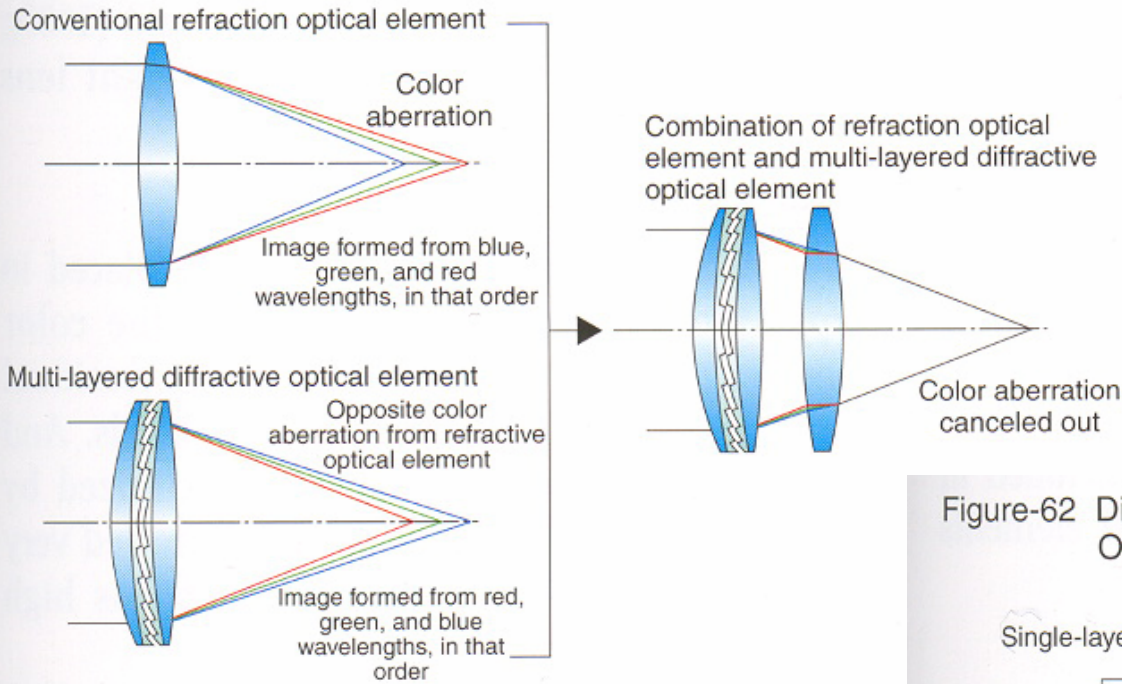 Conventional refraction optical element
Color
aberration
Image formed from blue,
green, and red
wavelengths, in that order
Multi-layered diffractive optical element
Opposite color
aberration from refractive
optical element
Image formed from red,
green, and blue
wavelengths, in that
order
Combination of refraction optical
element and multi-layered diffractive
optical element
Color aberration
canceled out
Figure-62 Di
O
Single-laye